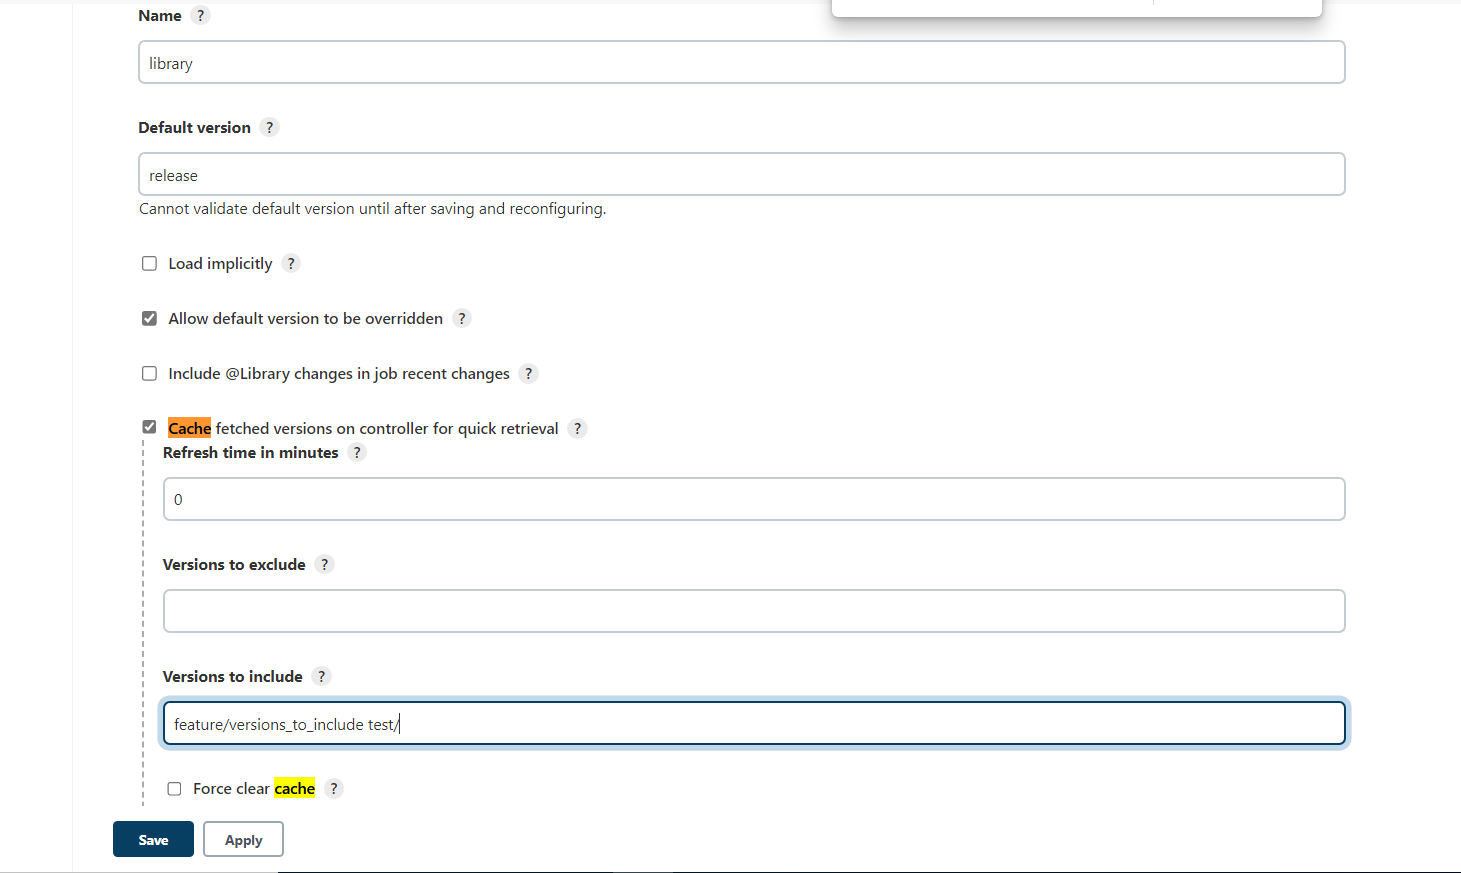 Name ?
library
Default version ?
release
Cannot validate default version until after saving and reconfiguring.
Load implicitly ?
Allow default version to be overridden ?
Include @Library changes in job recent changes ?
Cache fetched versions on controller for quick retrieval ?
Refresh time in minutes ?
0
Versions to exclude ?
Versions to include ?
feature/versions_to_include test/
Force clear cache ?
Save Apply